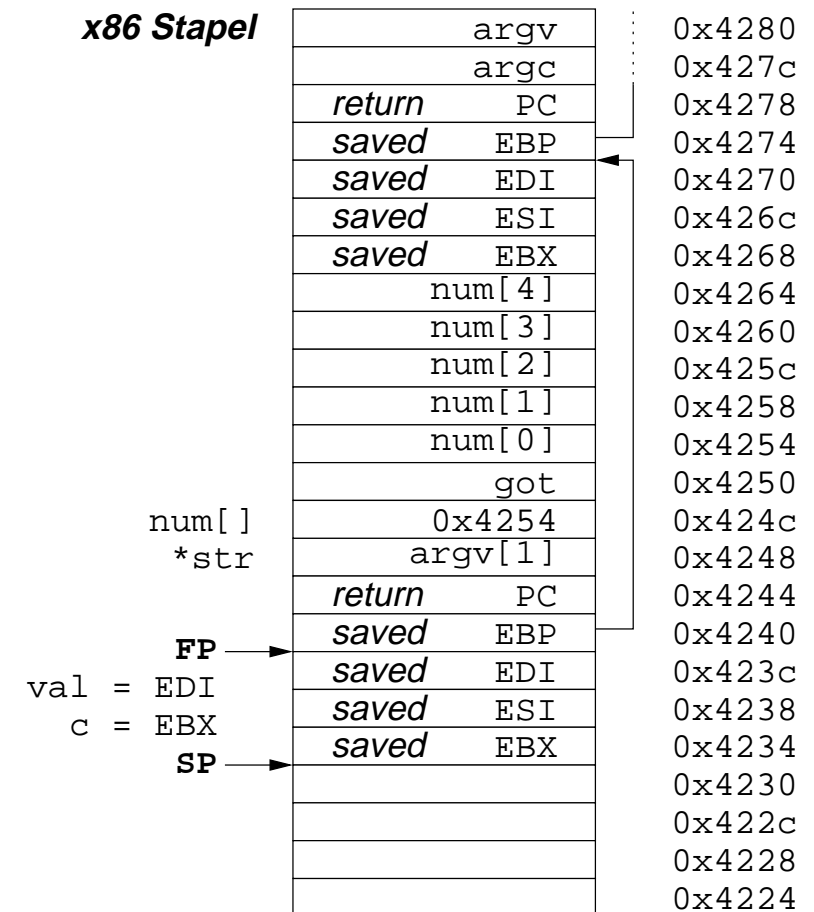 x86 Stapel argv 0x4280
argc 0x427c
return PC 0x4278
saved EBP 0x4274
saved EDI 0x4270
saved ESI 0x426c
saved EBX 0x4268
num[4] 0x4264
num[3] 0x4260
num[2] 0x425c
num[1] 0x4258
num[0] 0x4254
got 0x4250
num[] 0x4254 0x424c
*str argv[1] 0x4248
return PC 0x4244
saved EBP 0x4240
FP
saved EDI 0x423c
val = EDI
saved ESI 0x4238
c = EBX
saved EBX 0x4234
SP
0x4230
0x422c
0x4228
0x4224